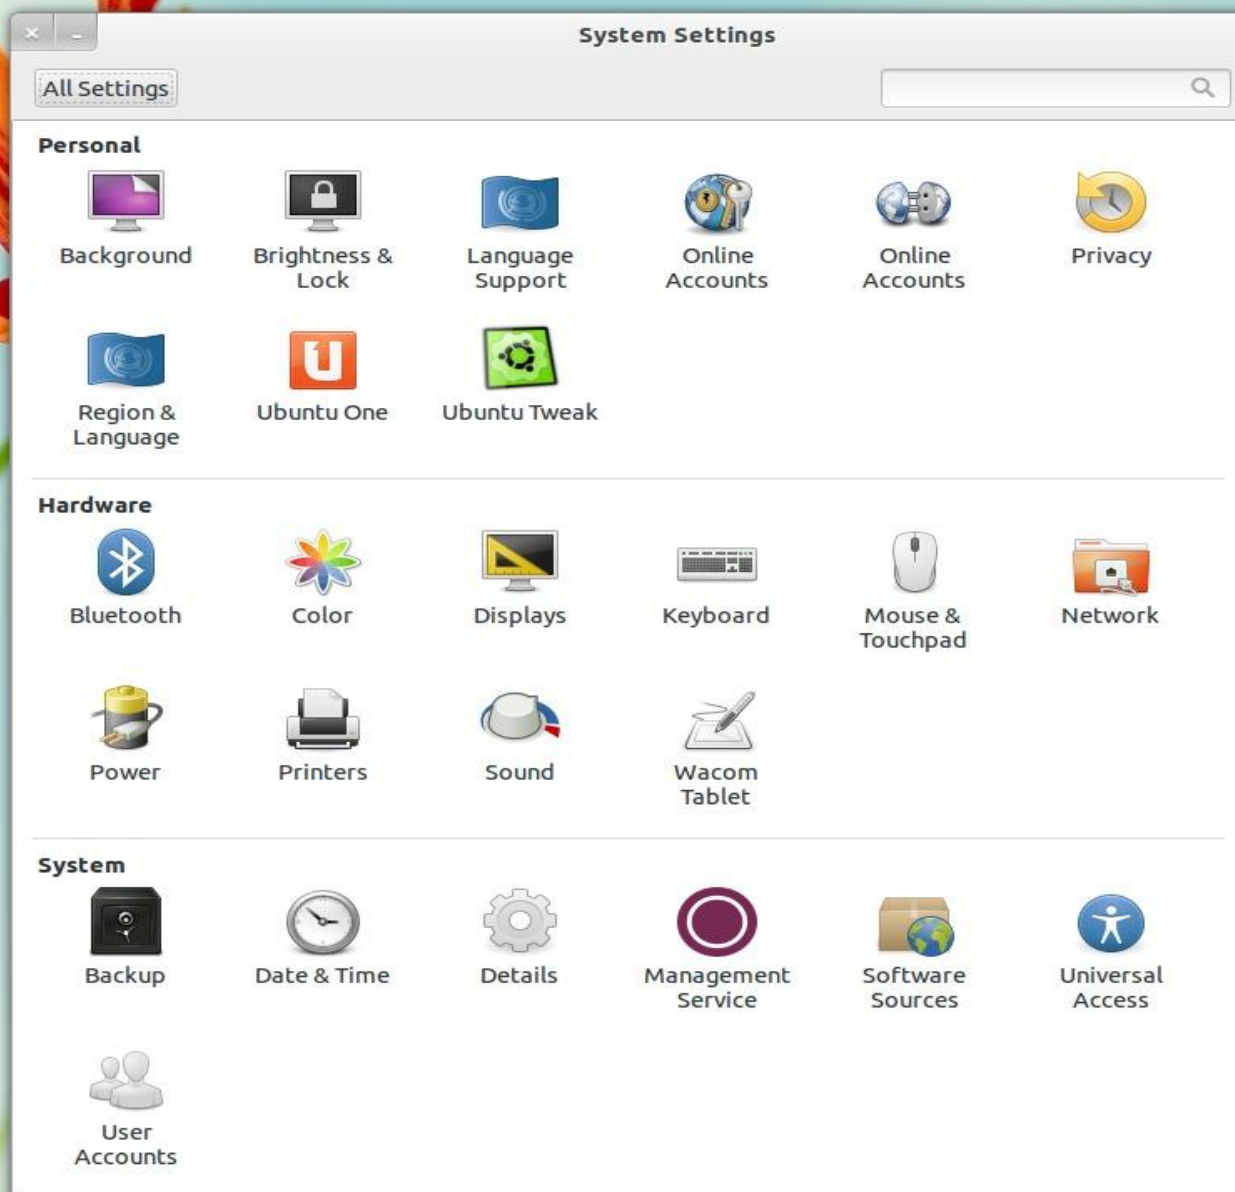 System Settings
All Settings
Personal
Background
Brightness &
Lock
Language
Support
Online
Accounts
Online
Accounts
Privacy
Region &
Language
Ubuntu One
Ubuntu Tweak
Hardware
Bluetooth
Color
Displays
Keyboard
Mouse &
Touchpad
Network
Power
Printers
Sound
Wacom
Tablet
System
Backup
Date & Time
Details
Management
Service
Software
Sources
Universal
Access
User
Accounts